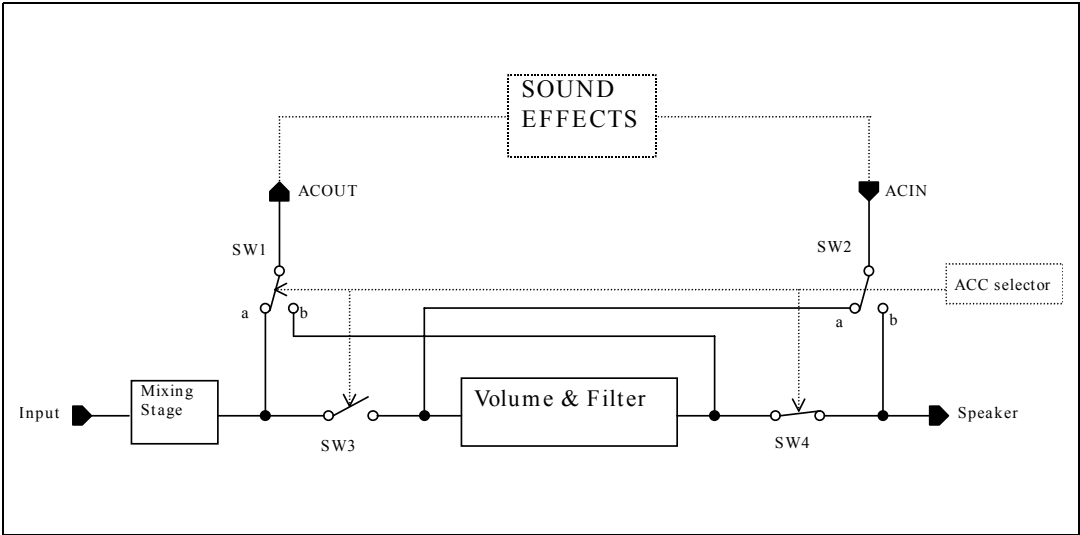 SOUND
EFFECTS
ACOUT
ACIN
SW1
SW2
ACC selector
a
b
a
b
Mixing
Stage
Volume & Filter
Input
Speaker
SW3
SW4